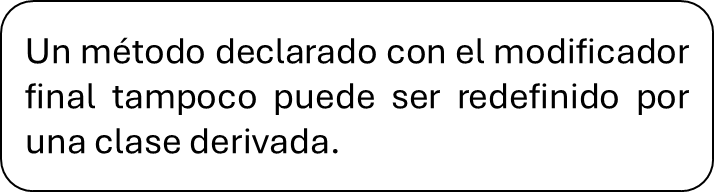 Un método declarado con el modificador
final tampoco puede ser redefinido por
una clase derivada.